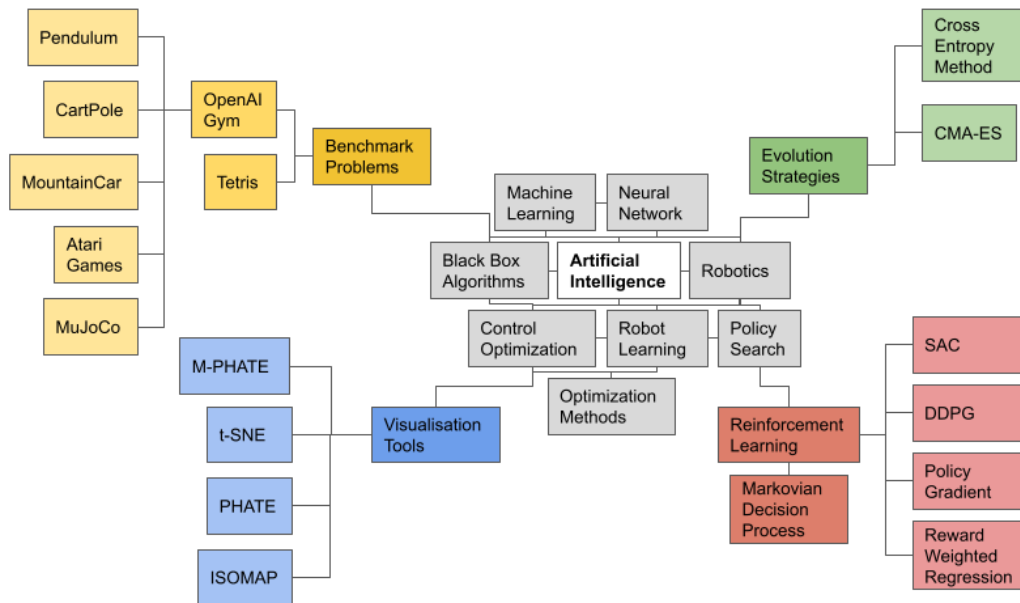 Pendulum
CartPole
MountainCar
Atari
Games
MuJoCo
OpenAI
Gym
Tetris
Benchmark
Problems
Evolution
Strategies
Cross
Entropy
Method
CMA-ES
Machine
Learning
Neural
Network
Black Box
Algorithms
Artificial
Intelligence
Robotics
Control
Optimization
Robot
Learning
Policy
Search
Optimization
Methods
M-PHATE
t-SNE
PHATE
ISOMAP
Visualisation
Tools
Reinforcement
Learning
Markovian
Decision
Process
SAC
DDPG
Policy
Gradient
Reward
Weighted
Regression